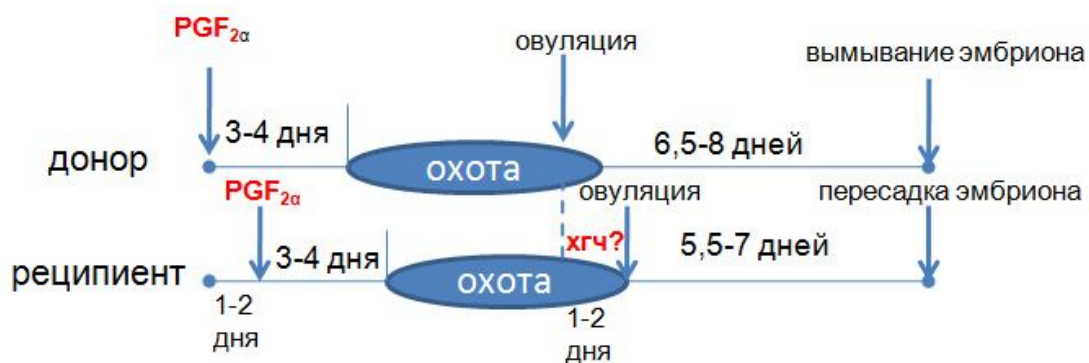 PGF2α
овуляция
вымывание эмбриона
3-4 дня
донор
охота
6,5-8 дней
PGF2α
овуляция
пересадка эмбриона
хгч?
3-4 дня
5,5-7 дней
реципиент
охота
1-2
дня
1-2
дня